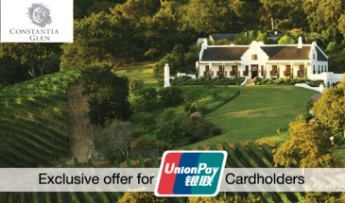 CONSTANTIA
GLEN
Exclusive offer for UnionPay 银联 Cardholders